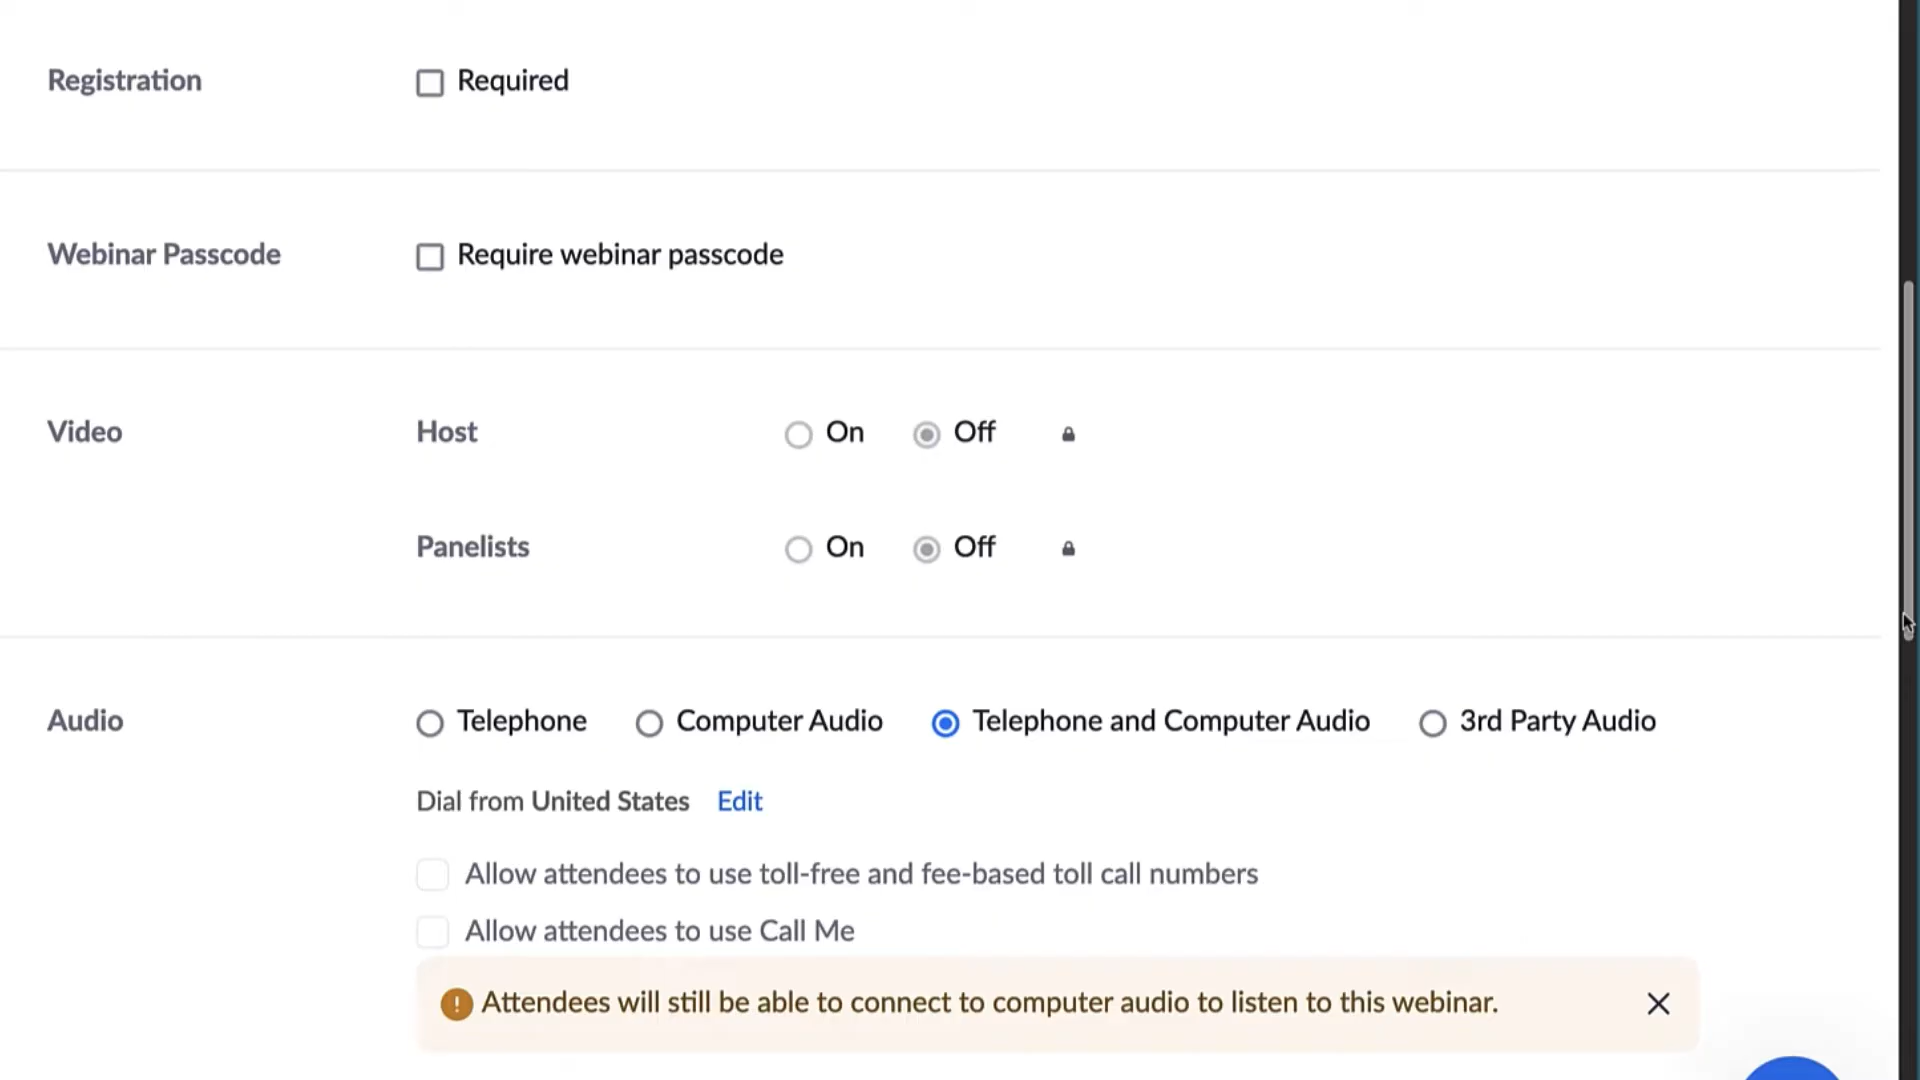 Registration Required
Webinar Passcode Require webinar passcode
Video Host On Off
Panelists On Off
Audio Telephone Computer Audio Telephone and Computer Audio 3rd Party Audio
Dial from United States Edit
Allow attendees to use toll-free and fee-based toll call numbers
Allow attendees to use Call Me
Attendees will still be able to connect to computer audio to listen to this webinar.